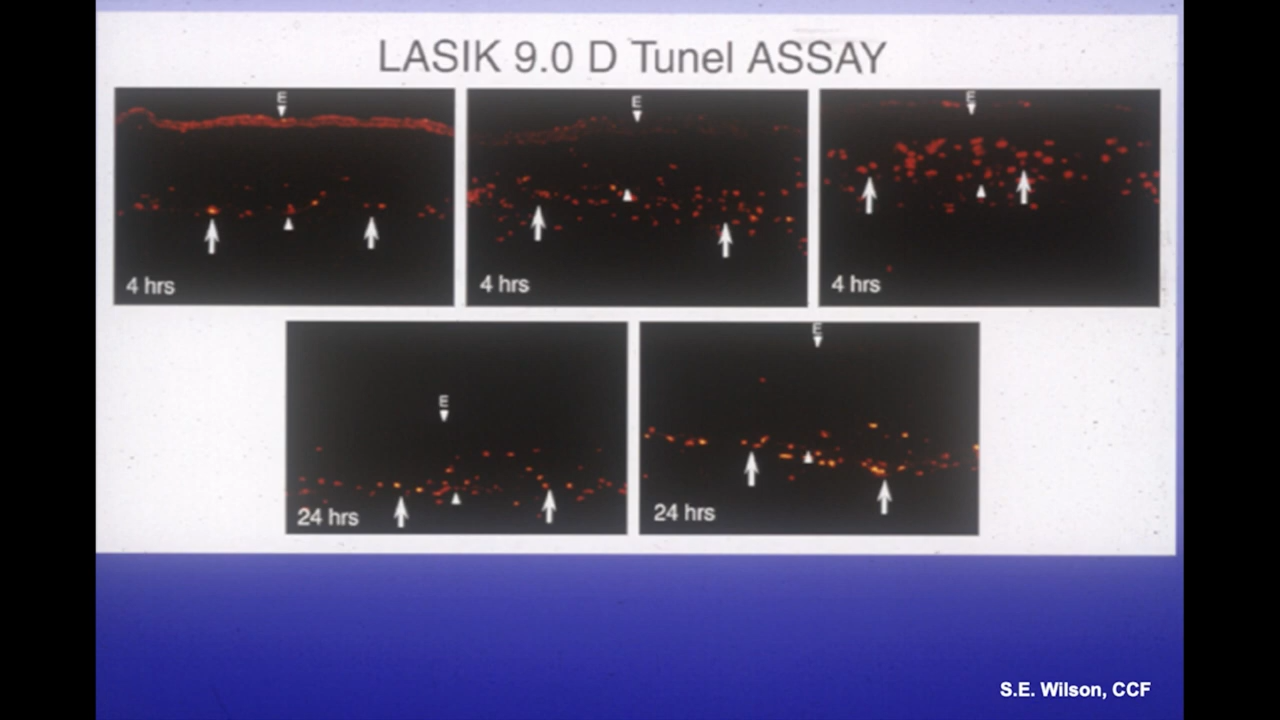 LASIK 9.0 D Tunel ASSAY
E
E
E
4 hrs
4 hrs
4 hrs
E
E
24 hrs
24 hrs
S.E. Wilson, CCF